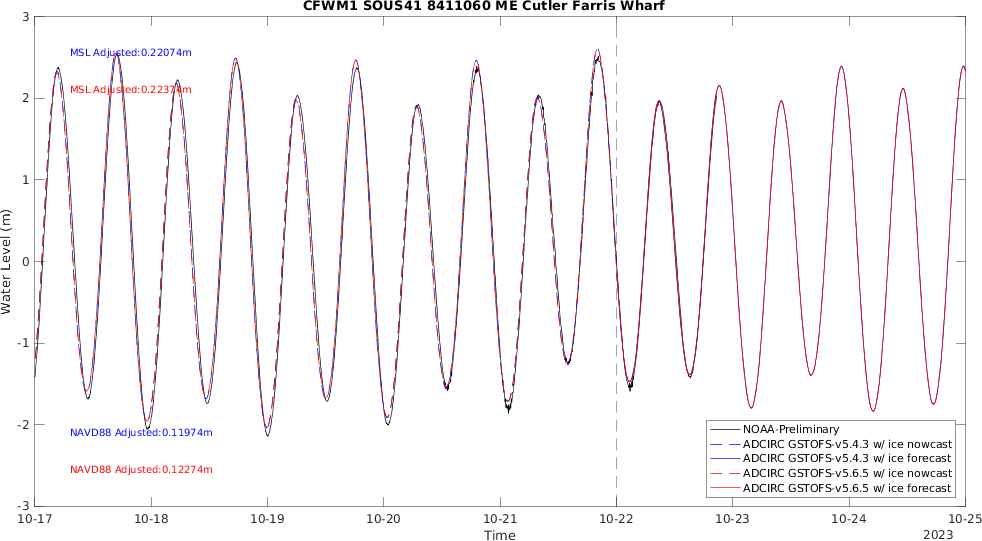 CFWM1 SOUS41 8411060 ME Cutler Farris Wharf
3
2
1
0
-1
-2
-3
Water Level (m)
MSL Adjusted:0.22074m
MSL Adjusted:0.22374m
NAVD88 Adjusted:0.11974m
NAVD88 Adjusted:0.12274m
NOAA-Preliminary
ADCIRC GSTOFS-v5.4.3 w/ ice nowcast
ADCIRC GSTOFS-v5.4.3 w/ ice forecast
ADCIRC GSTOFS-v5.6.5 w/ ice nowcast
ADCIRC GSTOFS-v5.6.5 w/ ice forecast
10-17 10-18 10-19 10-20 10-21 10-22 10-23 10-24 10-25
Time
2023